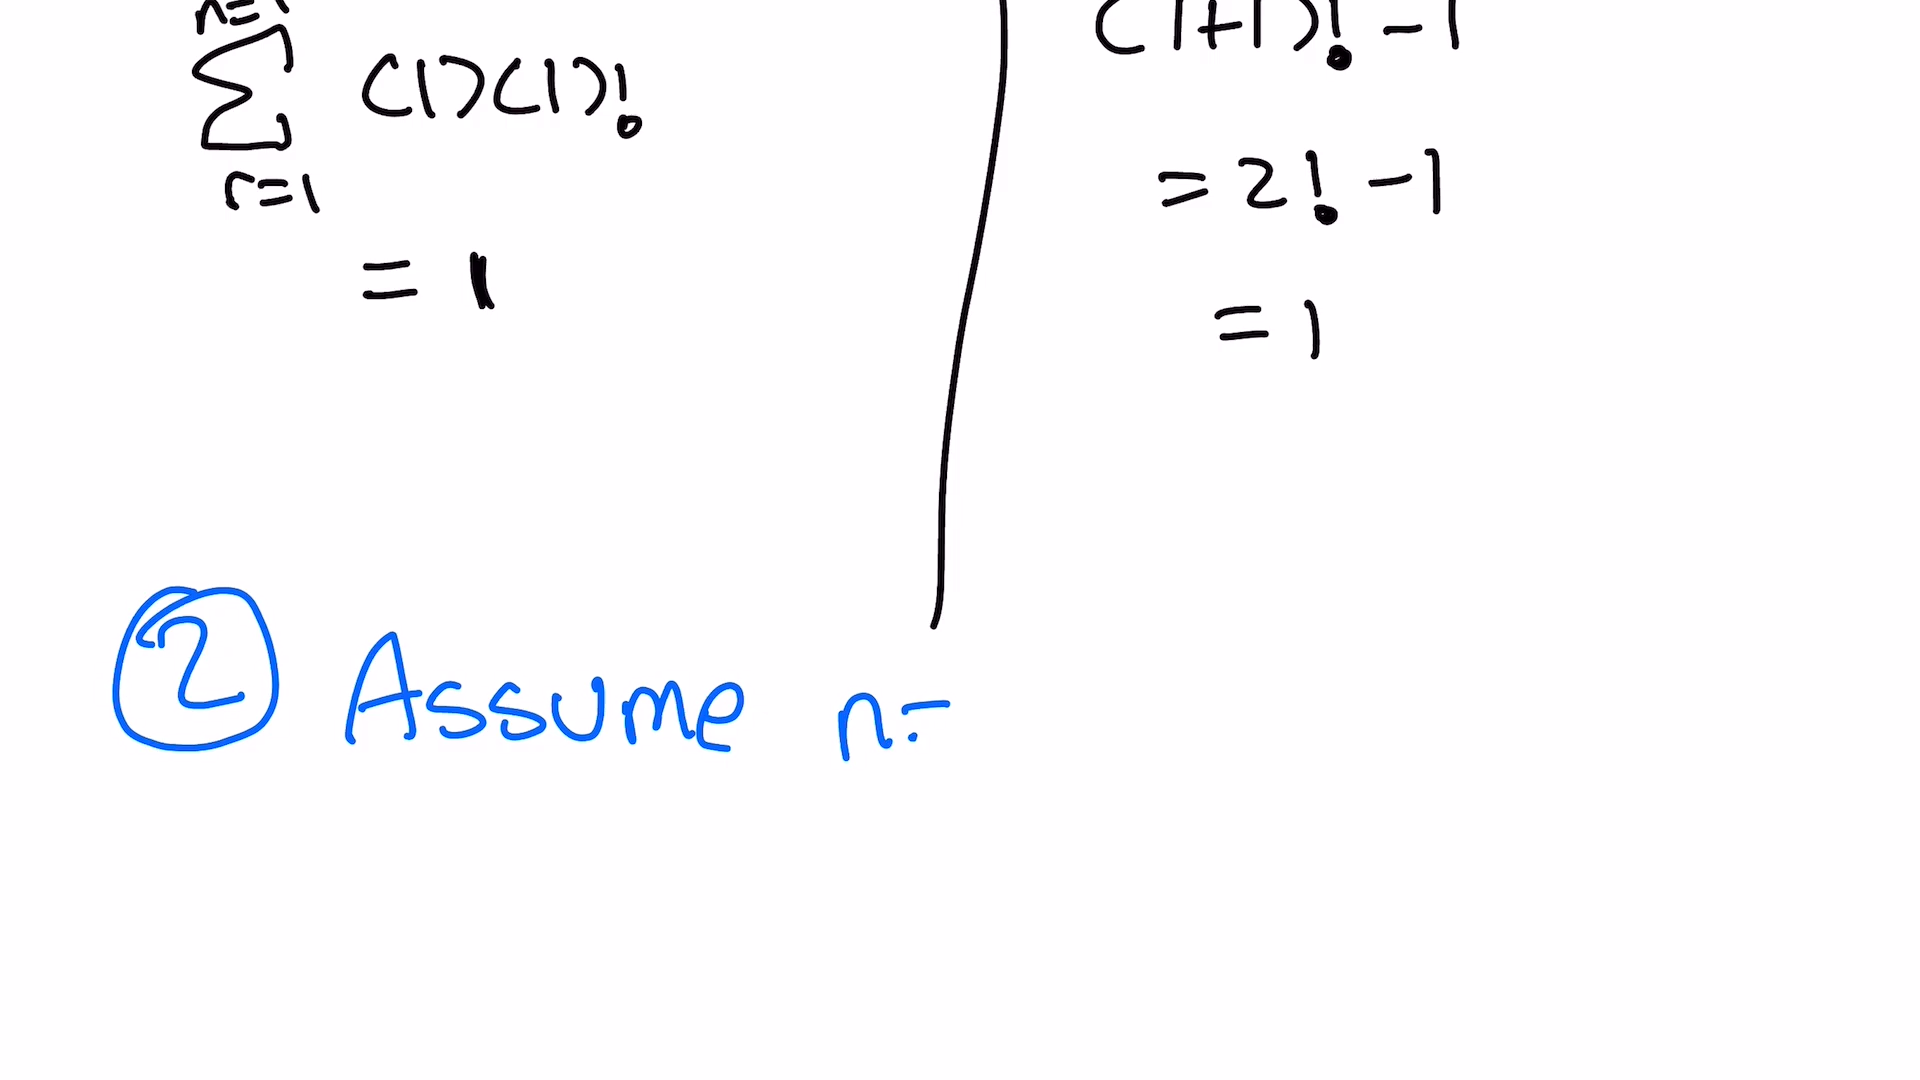 n=1
∑ (1)(1)!
r=1
= 1
(1+1)! - 1
= 2! - 1
= 1
② Assume n=